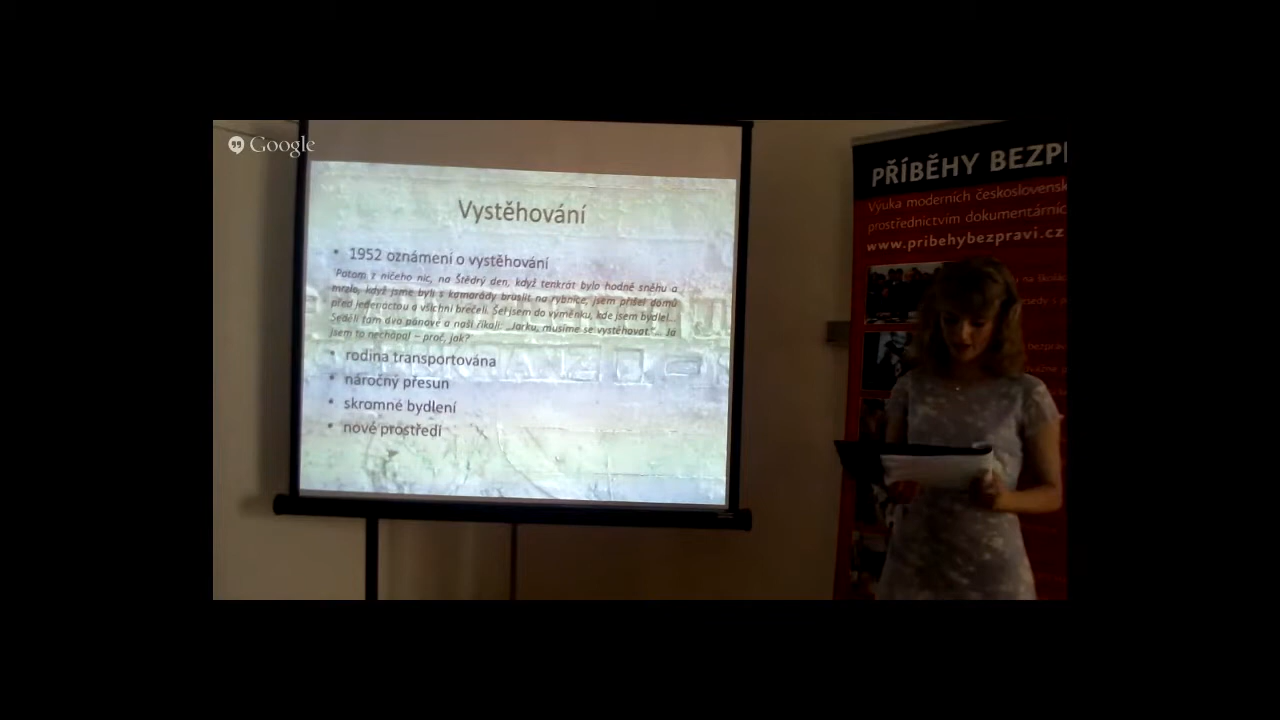 Google
Vystěhování
• 1952 oznámení o vystěhování
Potom z ničeho nic, na Štědrý den, když tenkrát bylo hodně sněhu a
mrzlo, když jsme byli s kamarády bruslit na rybníce, jsem přišel domů
před jedenáctou a všichni brečeli. Šel jsem do výměnku, kde jsem bydlel...
Seděli tam dva pánové a naši říkali: „Jarku, musíme se vystěhovat."... Já
jsem to nechápal – proč, jak?
• rodina transportována
• náročný přesun
• skromné bydlení
• nové prostředí
PŘÍBĚHY BEZP
Výuka moderních československ
prostřednictvím dokumentárníc
www.pribehybezpravi.cz
na školác
bezpráv